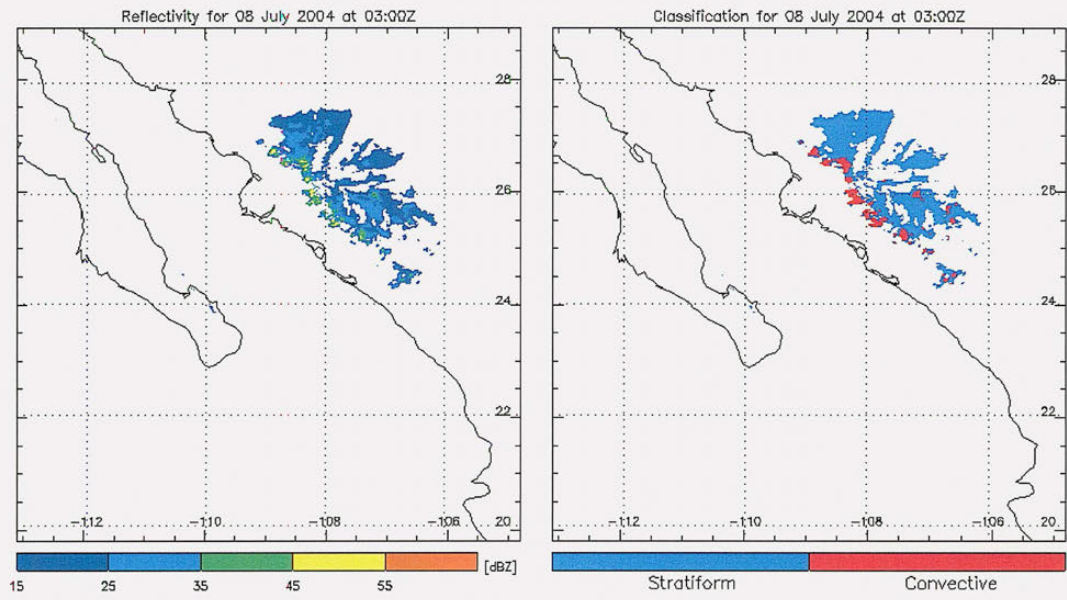 Reflectivity for 08 July 2004 at 03:00Z
28
26
24
22
-112 -110 -108 -106 20
15 25 35 45 55 [dBZ]
Classification for 08 July 2004 at 03:00Z
28
26
24
22
-112 -110 -108 -106 20
Stratiform Convective